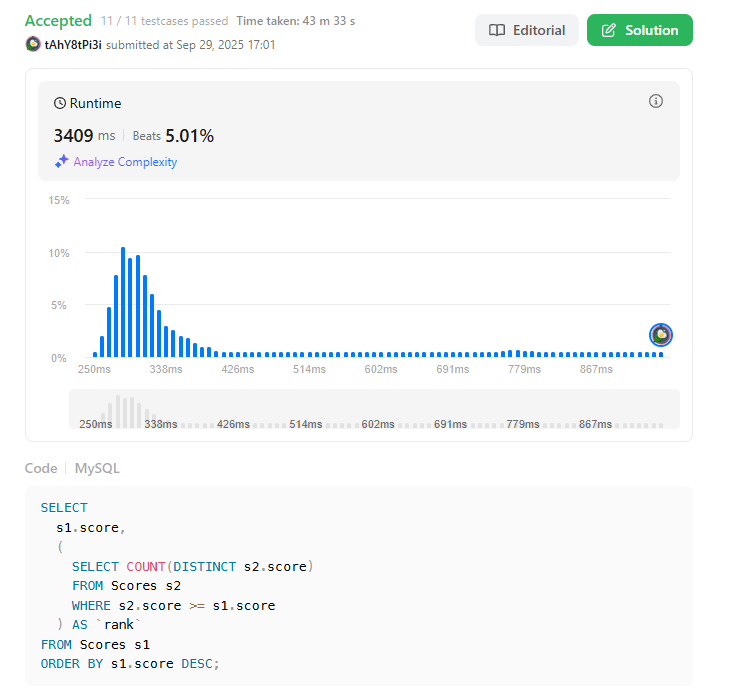 Accepted 11 / 11 testcases passed Time taken: 43 m 33 s
tAhY8tPi3i submitted at Sep 29, 2025 17:01
Editorial
Solution
Runtime
3409 ms Beats 5.01%
Analyze Complexity
15%
10%
5%
0%
250ms 338ms 426ms 514ms 602ms 691ms 779ms 867ms
250ms 338ms 426ms 514ms 602ms 691ms 779ms 867ms
Code MySQL
SELECT
  s1.score,
  (
    SELECT COUNT(DISTINCT s2.score)
    FROM Scores s2
    WHERE s2.score >= s1.score
  ) AS `rank`
FROM Scores s1
ORDER BY s1.score DESC;